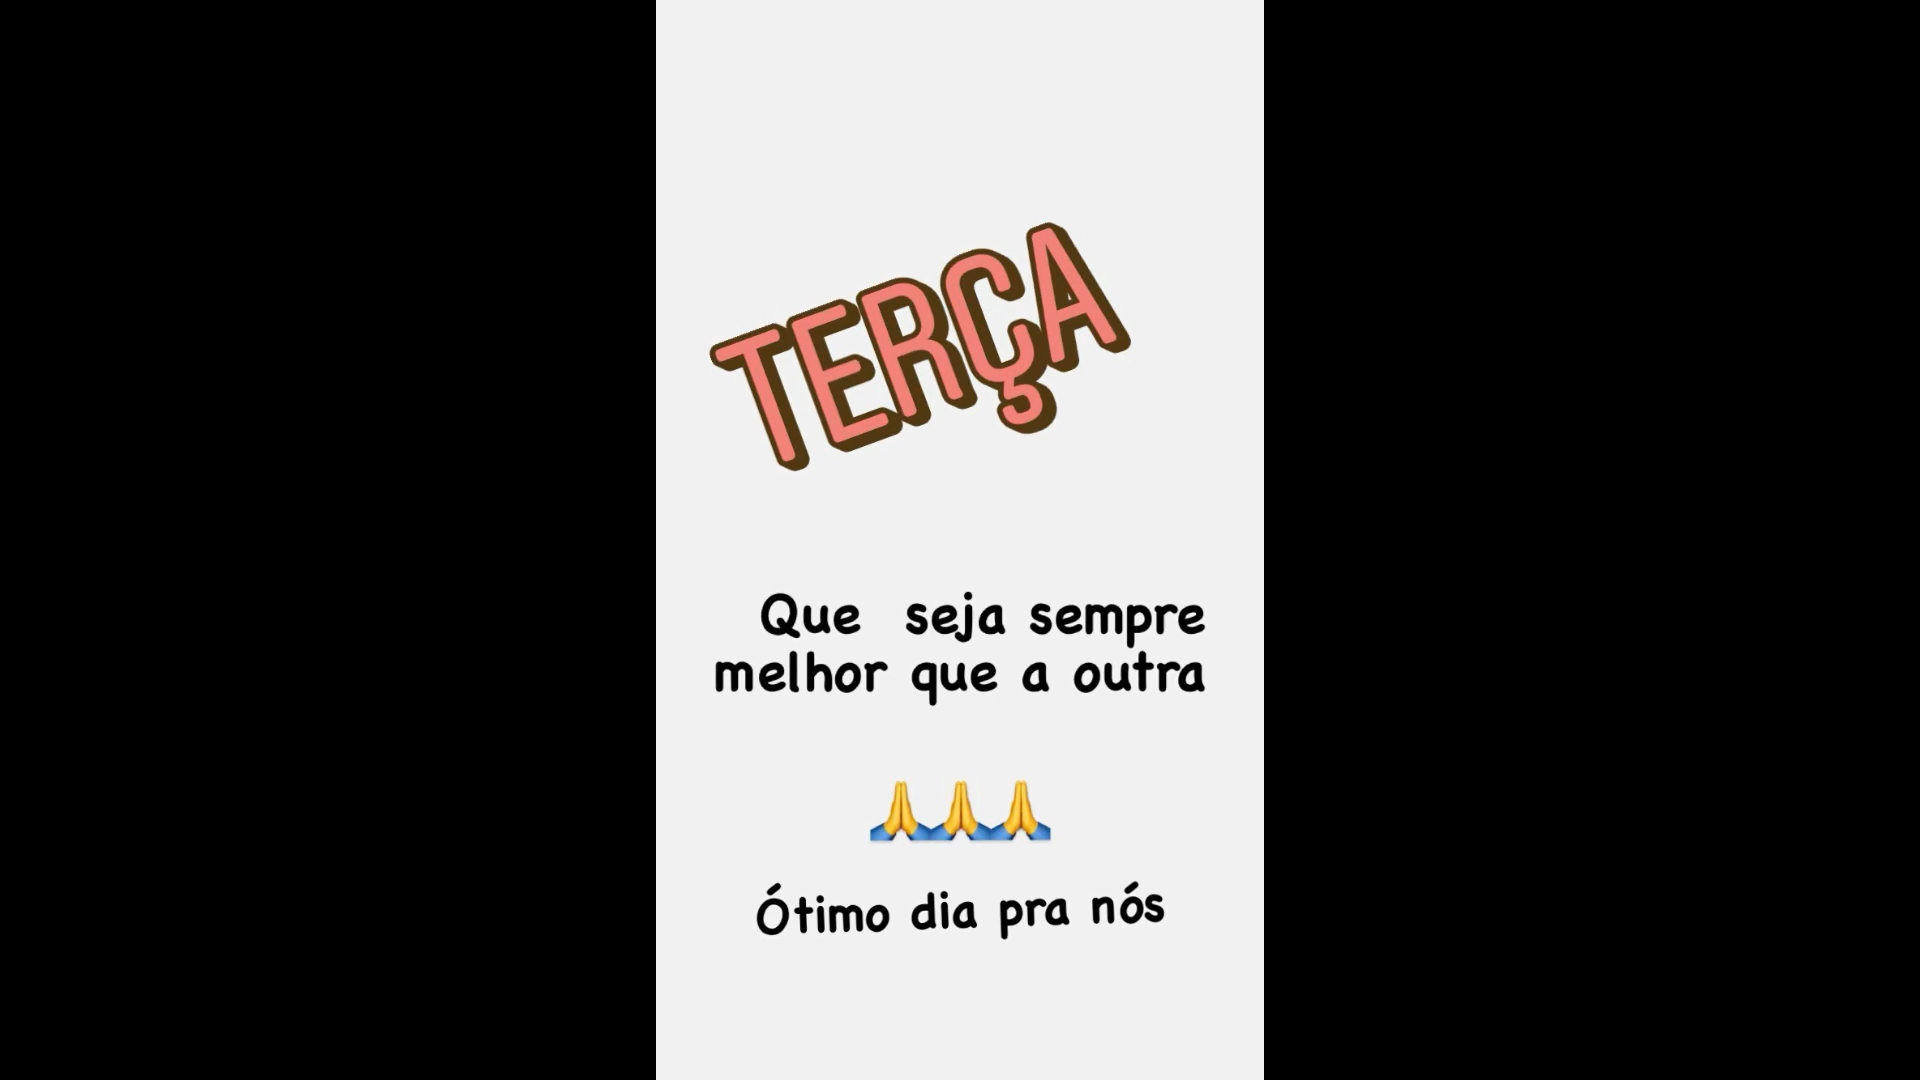 TERÇA
Que seja sempre
melhor que a outra
🙏🙏🙏
Ótimo dia pra nós